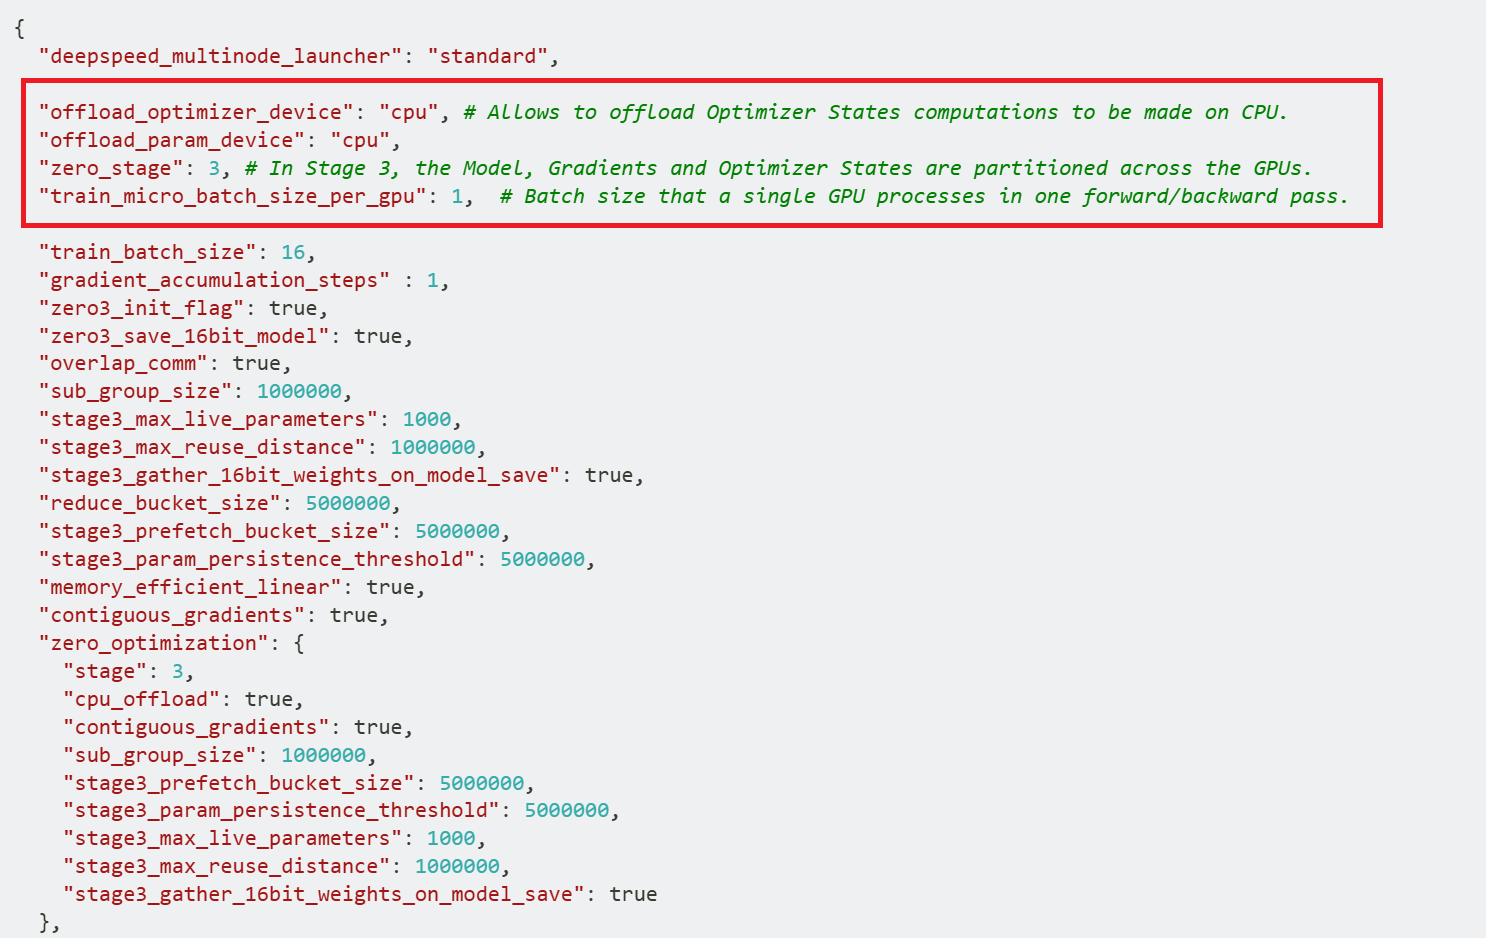 {
  "deepspeed_multinode_launcher": "standard",
  "offload_optimizer_device": "cpu", # Allows to offload Optimizer States computations to be made on CPU.
  "offload_param_device": "cpu",
  "zero_stage": 3, # In Stage 3, the Model, Gradients and Optimizer States are partitioned across the GPUs.
  "train_micro_batch_size_per_gpu": 1,  # Batch size that a single GPU processes in one forward/backward pass.
  "train_batch_size": 16,
  "gradient_accumulation_steps" : 1,
  "zero3_init_flag": true,
  "zero3_save_16bit_model": true,
  "overlap_comm": true,
  "sub_group_size": 1000000,
  "stage3_max_live_parameters": 1000,
  "stage3_max_reuse_distance": 1000000,
  "stage3_gather_16bit_weights_on_model_save": true,
  "reduce_bucket_size": 5000000,
  "stage3_prefetch_bucket_size": 5000000,
  "stage3_param_persistence_threshold": 5000000,
  "memory_efficient_linear": true,
  "contiguous_gradients": true,
  "zero_optimization": {
    "stage": 3,
    "cpu_offload": true,
    "contiguous_gradients": true,
    "sub_group_size": 1000000,
    "stage3_prefetch_bucket_size": 5000000,
    "stage3_param_persistence_threshold": 5000000,
    "stage3_max_live_parameters": 1000,
    "stage3_max_reuse_distance": 1000000,
    "stage3_gather_16bit_weights_on_model_save": true
  },